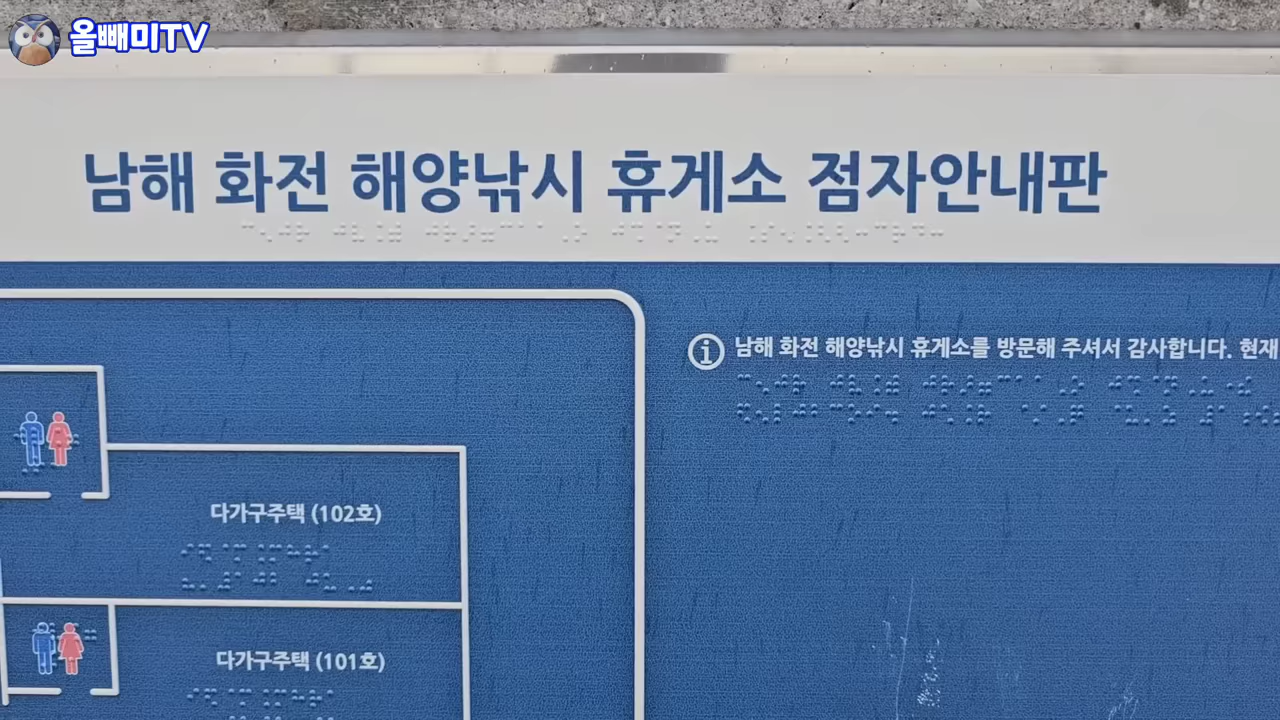 올빼미TV
남해 화전 해양낚시 휴게소 점자안내판
남해 화전 해양낚시 휴게소를 방문해 주셔서 감사합니다. 현재
다가구주택 (102호)
다가구주택 (101호)